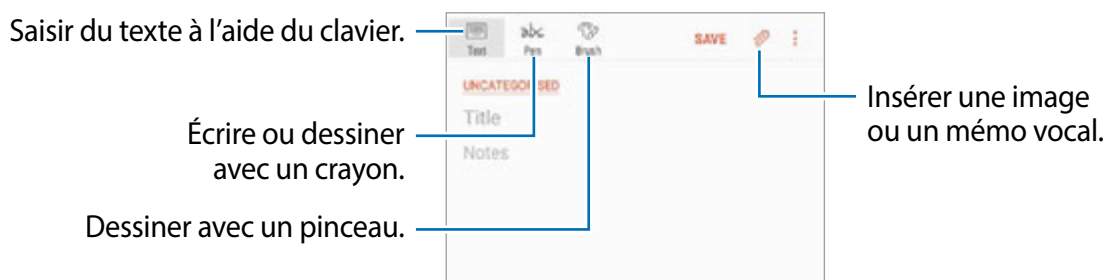 Saisir du texte à l'aide du clavier.
Text
abc
Pen
Brush
SAVE
UNCATEGORISED
Title
Notes
Écrire ou dessiner
avec un crayon.
Dessiner avec un pinceau.
Insérer une image
ou un mémo vocal.